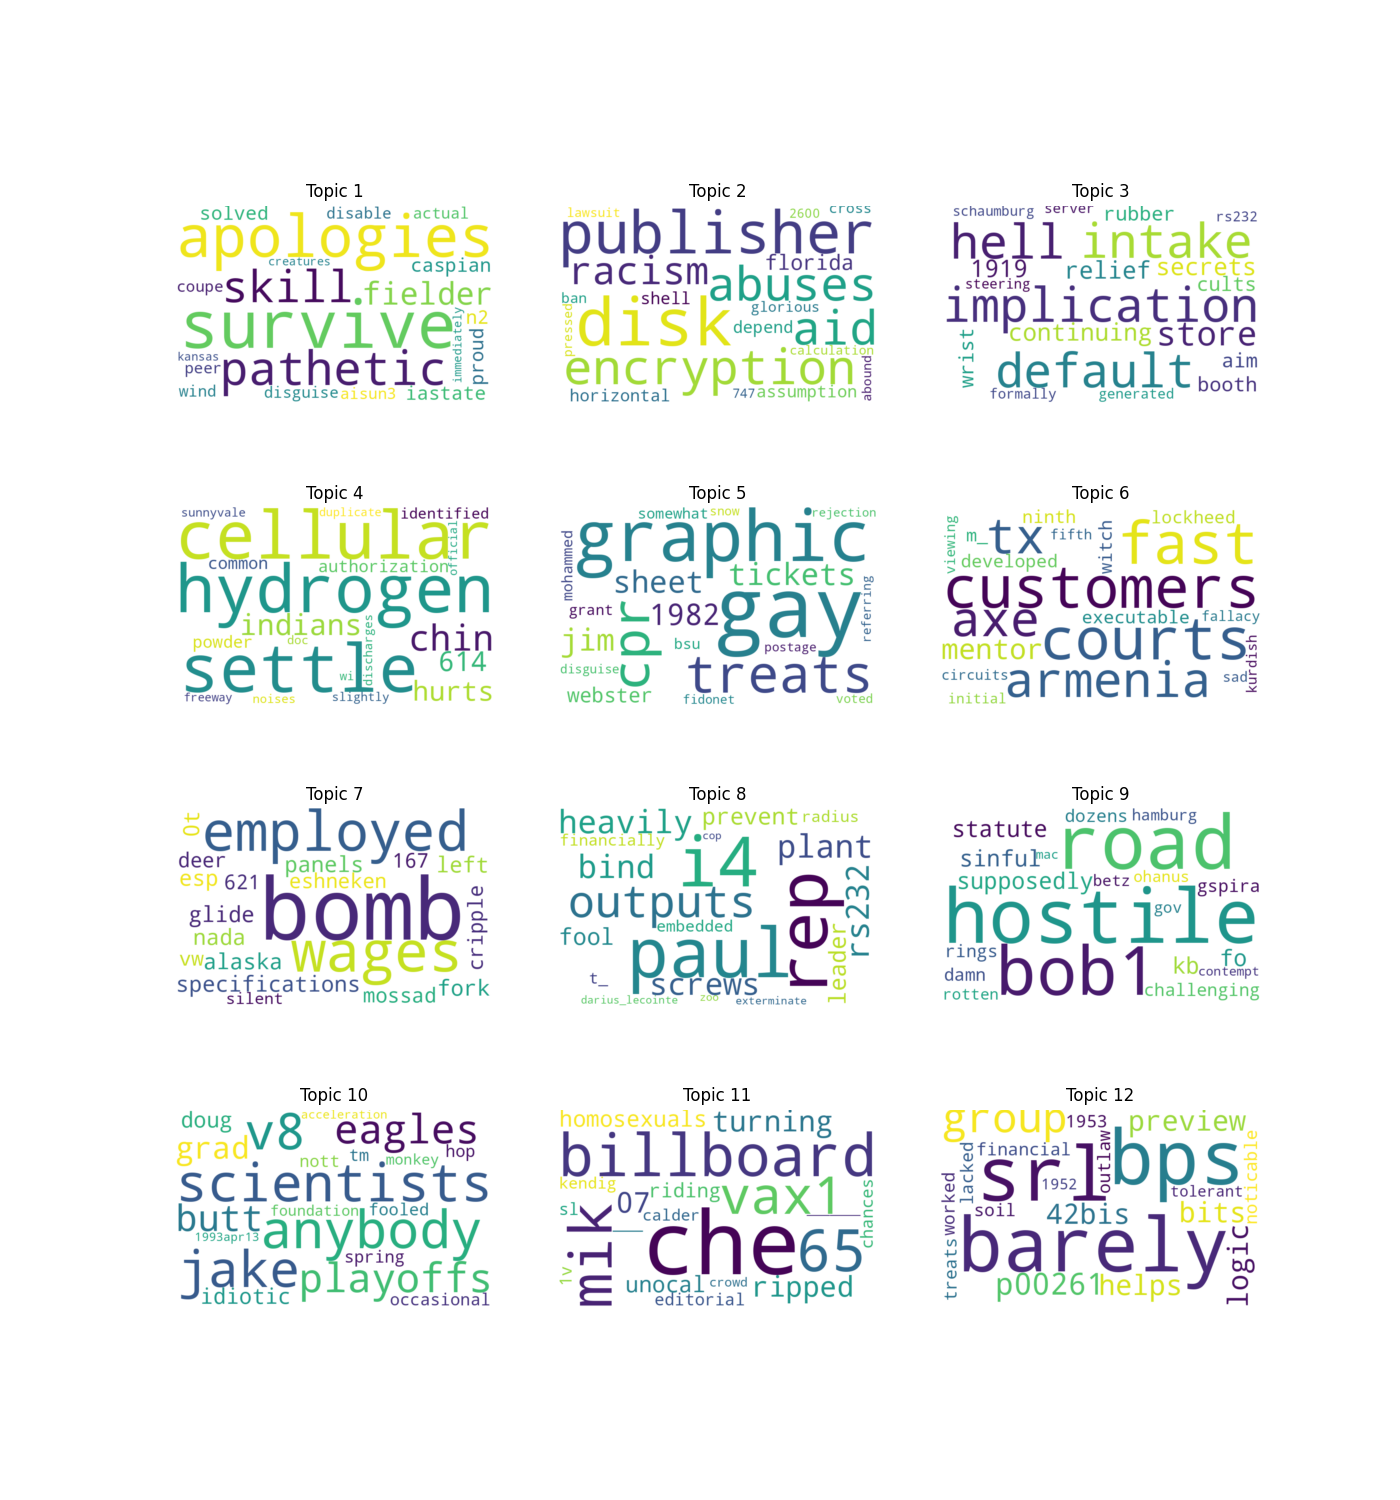 Topic 1
solved disable actual
apologies
creatures
caspian
coupe skill fielder
survive n2
immediately
proud
kansas
peer pathetic
wind disguise aisun3 iastate
Topic 2
lawsuit 2600 cross
publisher
racism florida
abuses
ban shell glorious
pressed
disk depend aid
calculation
encryption
abound
horizontal 747 assumption
Topic 3
schaumburg server rubber rs232
hell intake
1919 relief secrets
steering cults
implication
continuing store
wrist
default aim
booth
formally generated
Topic 4
sunnyvale duplicate identified
cellular
official
common authorization
hydrogen
indians chin
powder doc
discharges
settle wi 614
hurts
freeway noises slightly
Topic 5
somewhat snow rejection
graphic
mohammed
sheet tickets
grant 1982 gay
referring
jim cpr bsu postage
disguise treats
webster fidonet voted
Topic 6
ninth lockheed
viewing
m_ tx fifth witch fast
developed
customers
axe executable fallacy
mentor courts
kurdish
circuits armenia sad
initial
Topic 7
0t employed
deer panels 167 left
esp 621 eshneken
glide bomb cripple
nada
vw alaska wages
specifications mossad fork
silent
Topic 8
heavily prevent radius
financially cop
bind i4 plant
outputs rep rs232
embedded
fool paul leader
t_ screws
darius_lecointe zoo exterminate
Topic 9
dozens hamburg
statute road
sinful mac
supposedly betz ohanus gspira
hostile gov
rings fo
damn bob1 kb contempt
rotten challenging
Topic 10
doug v8 acceleration eagles
grad nott tm monkey hop
scientists
butt foundation fooled
1993apr13 anybody
spring
jake playoffs
idiotic occasional
Topic 11
homosexuals turning
billboard
kendig riding vax1
sl 07 calder ______
chances
mik ___ che 65
1v unocal crowd ripped
editorial
Topic 12
group 1953 preview
financial
lacked srl outlaw bps
1952 tolerant
noticable
soil 42bis bits
worked barely
treats logic
p00261 helps